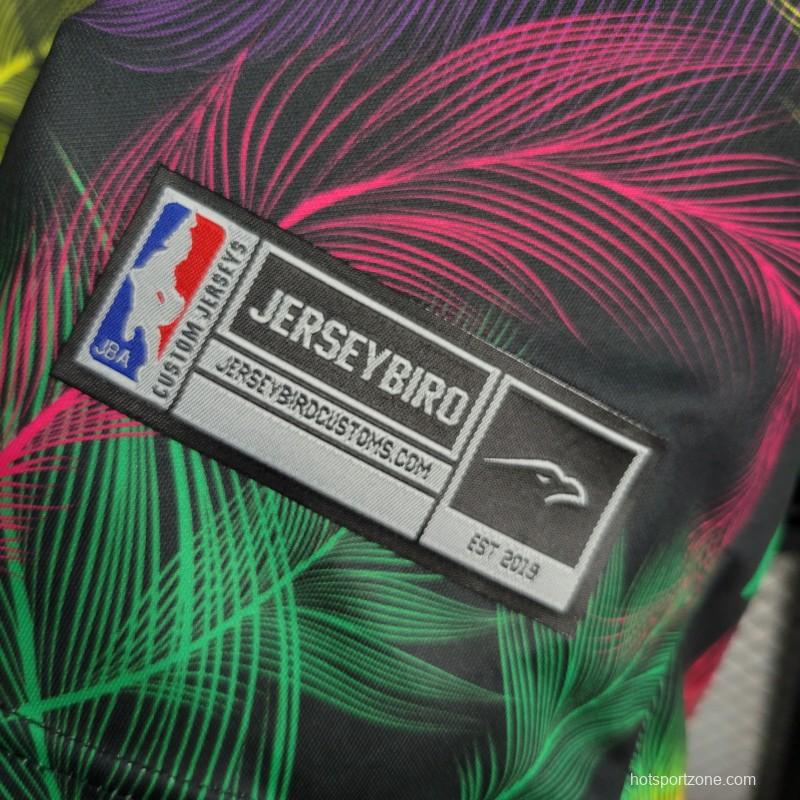 JBA
CUSTOM JERSEYS
JERSEYBIRD
JERSEYBIRDCUSTOMS.COM
EST 2019
hotsportzone.com